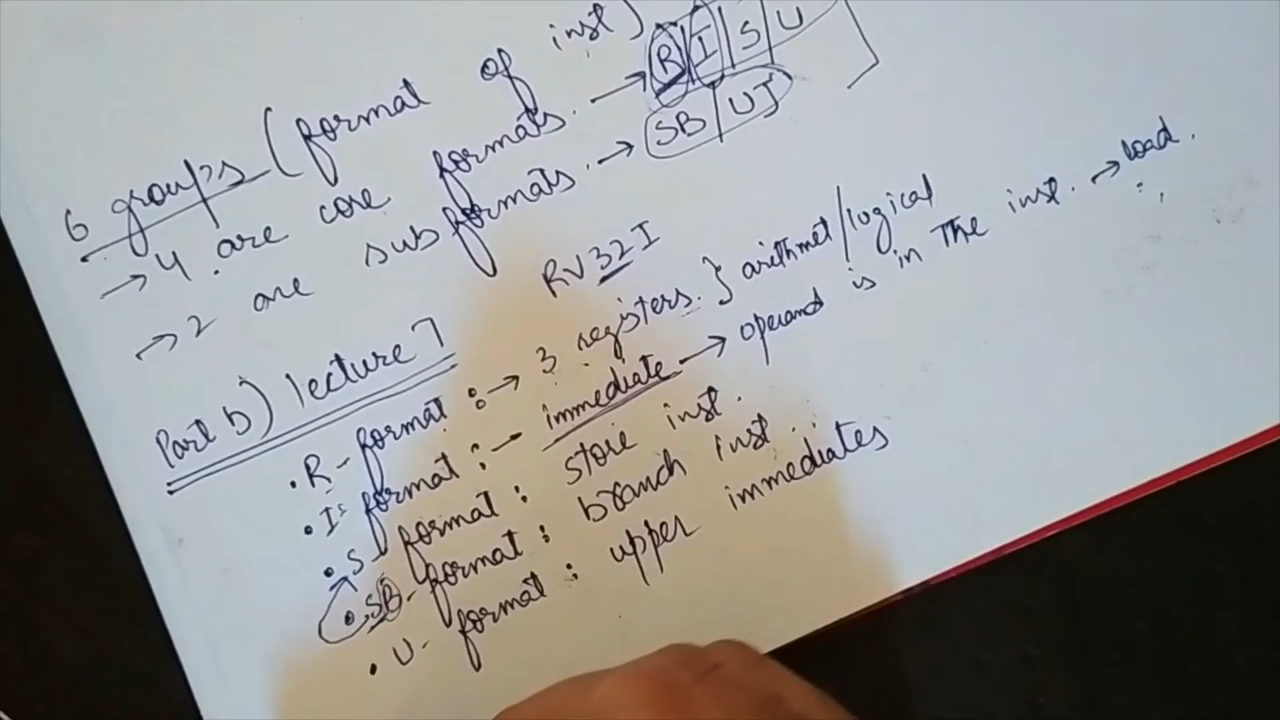 6 groups (format of inst)
→ 4 are core formats. → R | I | S | U
→ 2 are sub formats. → SB | UJ
RV32I
Part b) lecture 7
. R - format : → 3 registers. } arithmet/logical
. I - format : - immediate → operand is in the inst. → load.
. S - format : store inst.
. SB - format : branch inst.
. U - format : upper immediates